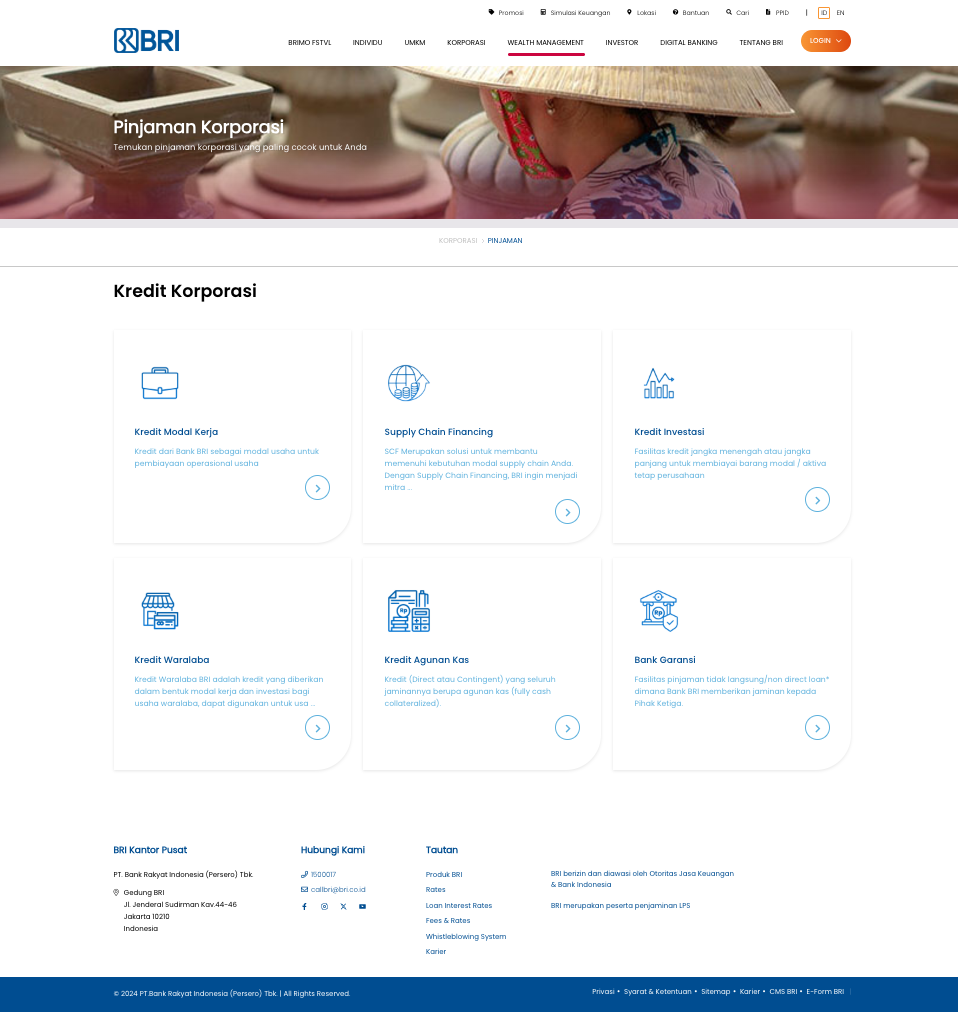 Promosi Simulasi Keuangan Lokasi Bantuan Cari PPID | ID EN
BRI BRIMO FSTVL INDIVIDU UMKM KORPORASI WEALTH MANAGEMENT INVESTOR DIGITAL BANKING TENTANG BRI LOGIN
Pinjaman Korporasi
Temukan pinjaman korporasi yang paling cocok untuk Anda
KORPORASI > PINJAMAN
Kredit Korporasi
Kredit Modal Kerja
Kredit dari Bank BRI sebagai modal usaha untuk
pembiayaan operasional usaha
Supply Chain Financing
SCF Merupakan solusi untuk membantu
memenuhi kebutuhan modal supply chain Anda.
Dengan Supply Chain Financing, BRI ingin menjadi
mitra ...
Kredit Investasi
Fasilitas kredit jangka menengah atau jangka
panjang untuk membiayai barang modal / aktiva
tetap perusahaan
Kredit Waralaba
Kredit Waralaba BRI adalah kredit yang diberikan
dalam bentuk modal kerja dan investasi bagi
usaha waralaba, dapat digunakan untuk usa ...
Rp
Kredit Agunan Kas
Kredit (Direct atau Contingent) yang seluruh
jaminannya berupa agunan kas (fully cash
collateralized).
Rp
Bank Garansi
Fasilitas pinjaman tidak langsung/non direct loan*
dimana Bank BRI memberikan jaminan kepada
Pihak Ketiga.
BRI Kantor Pusat
PT. Bank Rakyat Indonesia (Persero) Tbk.
Gedung BRI
Jl. Jenderal Sudirman Kav.44-46
Jakarta 10210
Indonesia
Hubungi Kami
1500017
callbri@bri.co.id
Tautan
Produk BRI
Rates
Loan Interest Rates
Fees & Rates
Whistleblowing System
Karier
BRI berizin dan diawasi oleh Otoritas Jasa Keuangan
& Bank Indonesia
BRI merupakan peserta penjaminan LPS
© 2024 PT.Bank Rakyat Indonesia (Persero) Tbk. | All Rights Reserved.
Privasi • Syarat & Ketentuan • Sitemap • Karier • CMS BRI • E-Form BRI |